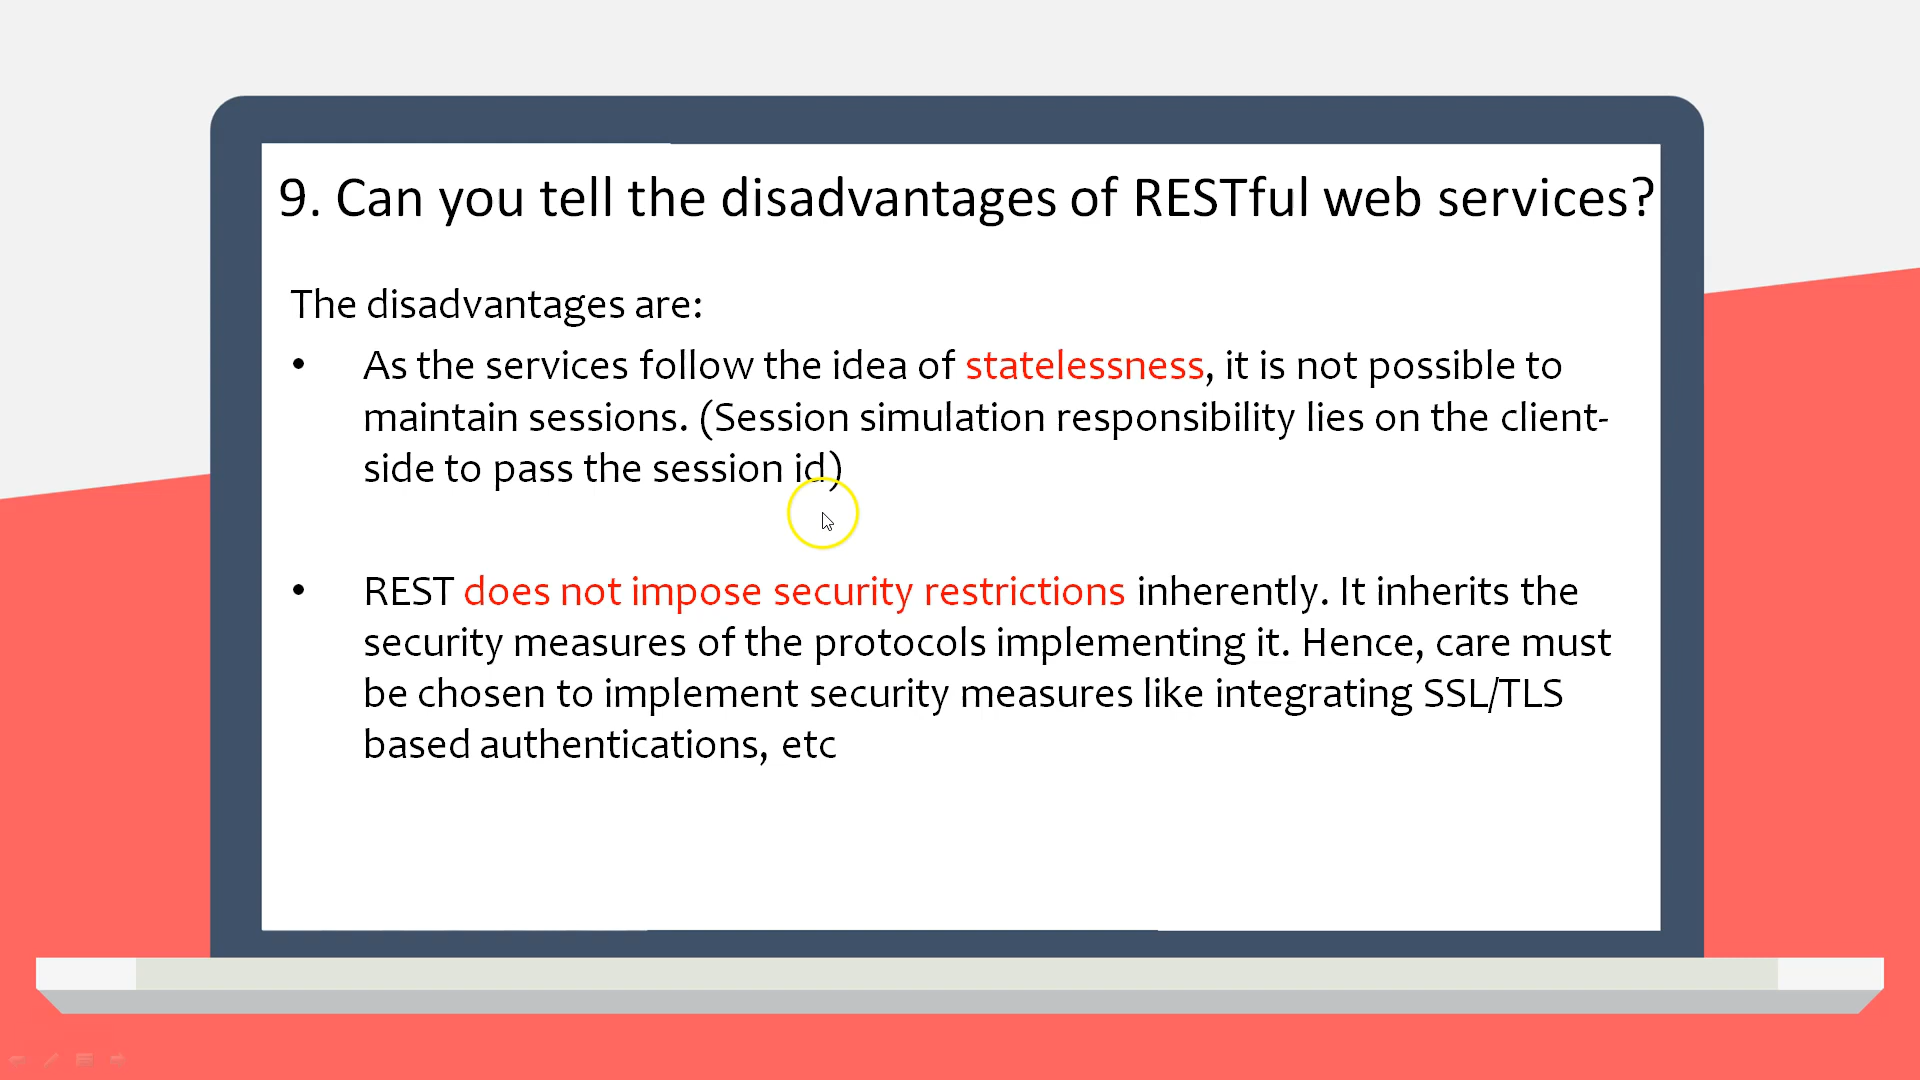 9. Can you tell the disadvantages of RESTful web services?
The disadvantages are:
• As the services follow the idea of statelessness, it is not possible to
maintain sessions. (Session simulation responsibility lies on the client-
side to pass the session id)
• REST does not impose security restrictions inherently. It inherits the
security measures of the protocols implementing it. Hence, care must
be chosen to implement security measures like integrating SSL/TLS
based authentications, etc